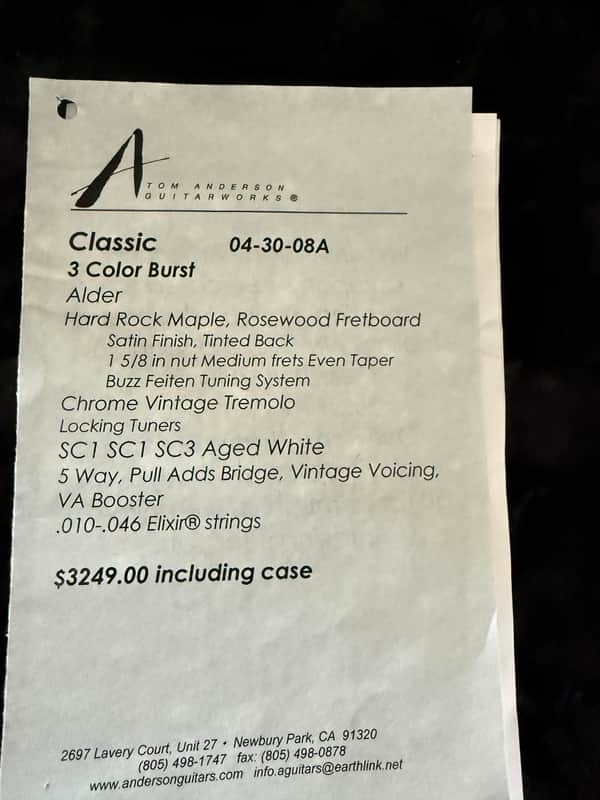 TOM ANDERSON
GUITARWORKS®
Classic 04-30-08A
3 Color Burst
Alder
Hard Rock Maple, Rosewood Fretboard
Satin Finish, Tinted Back
1 5/8 in nut Medium frets Even Taper
Buzz Feiten Tuning System
Chrome Vintage Tremolo
Locking Tuners
SC1 SC1 SC3 Aged White
5 Way, Pull Adds Bridge, Vintage Voicing,
VA Booster
.010-.046 Elixir® strings
$3249.00 including case
2697 Lavery Court, Unit 27 • Newbury Park, CA 91320
(805) 498-1747 fax: (805) 498-0878
www.andersonguitars.com info.aguitars@earthlink.net